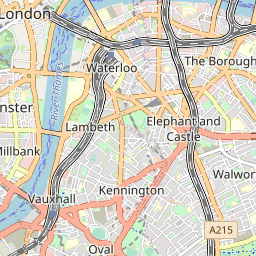 London
Waterloo
The Borough
River Thames
nster
Lambeth
Elephant and
Castle
Millbank
Walwor
Kennington
Vauxhall
A215
Oval